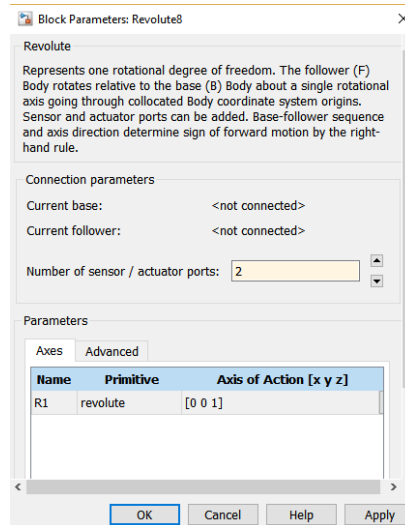 Block Parameters: Revolute8
Revolute
Represents one rotational degree of freedom. The follower (F)
Body rotates relative to the base (B) Body about a single rotational
axis going through collocated Body coordinate system origins.
Sensor and actuator ports can be added. Base-follower sequence
and axis direction determine sign of forward motion by the right-
hand rule.
Connection parameters
Current base: <not connected>
Current follower: <not connected>
Number of sensor / actuator ports: 2
Parameters
Axes Advanced
Name Primitive Axis of Action [x y z]
R1 revolute [0 0 1]
OK Cancel Help Apply